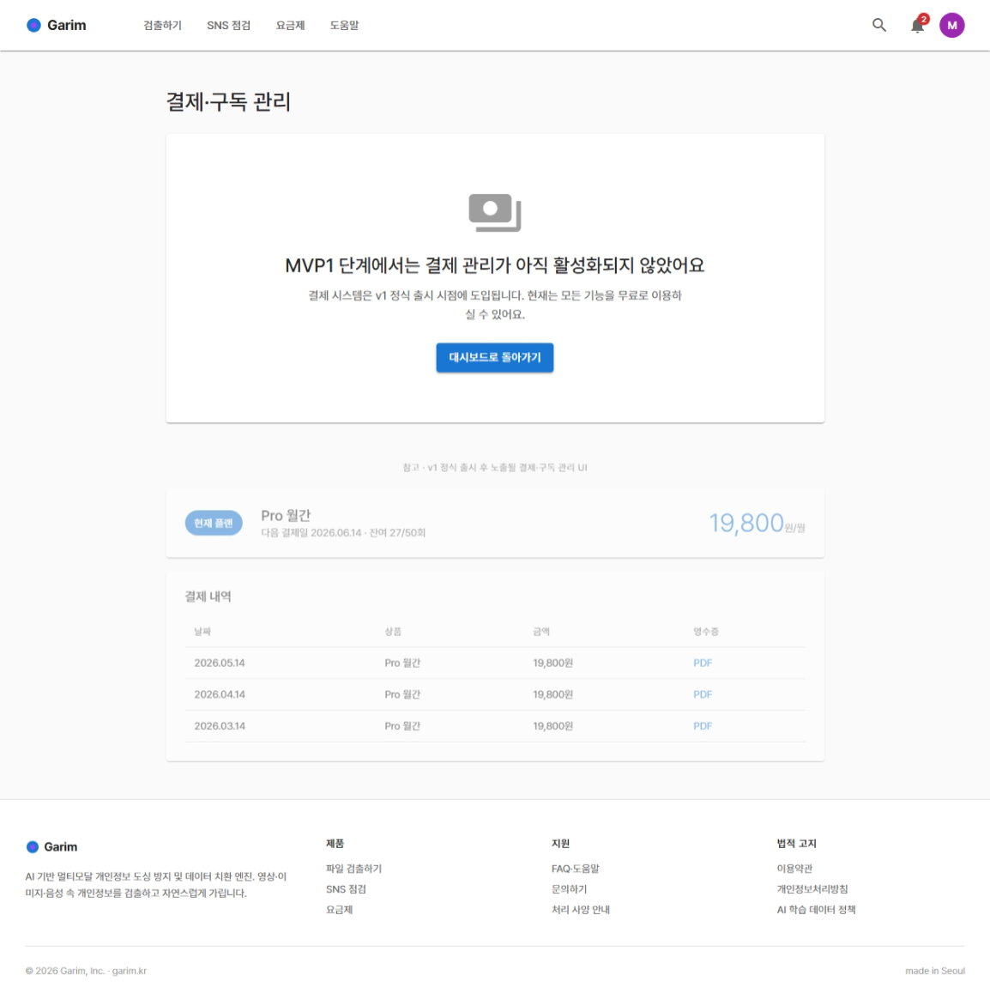 Garim
검출하기
SNS 점검
요금제
도움말
2
M
결제·구독 관리
MVP1 단계에서는 결제 관리가 아직 활성화되지 않았어요
결제 시스템은 v1 정식 출시 시점에 도입됩니다. 현재는 모든 기능을 무료로 이용하
실 수 있어요.
대시보드로 돌아가기
참고 · v1 정식 출시 후 노출될 결제·구독 관리 UI
현재 플랜
Pro 월간
다음 결제일 2026.06.14 · 잔여 27/50회
19,800원/월
결제 내역
날짜 상품 금액 영수증
2026.05.14 Pro 월간 19,800원 PDF
2026.04.14 Pro 월간 19,800원 PDF
2026.03.14 Pro 월간 19,800원 PDF
Garim
AI 기반 멀티모달 개인정보 도싱 방지 및 데이터 치환 엔진. 영상·이
미지·음성 속 개인정보를 검출하고 자연스럽게 가립니다.
제품
파일 검출하기
SNS 점검
요금제
지원
FAQ·도움말
문의하기
처리 사양 안내
법적 고지
이용약관
개인정보처리방침
AI 학습 데이터 정책
© 2026 Garim, Inc. · garim.kr
made in Seoul